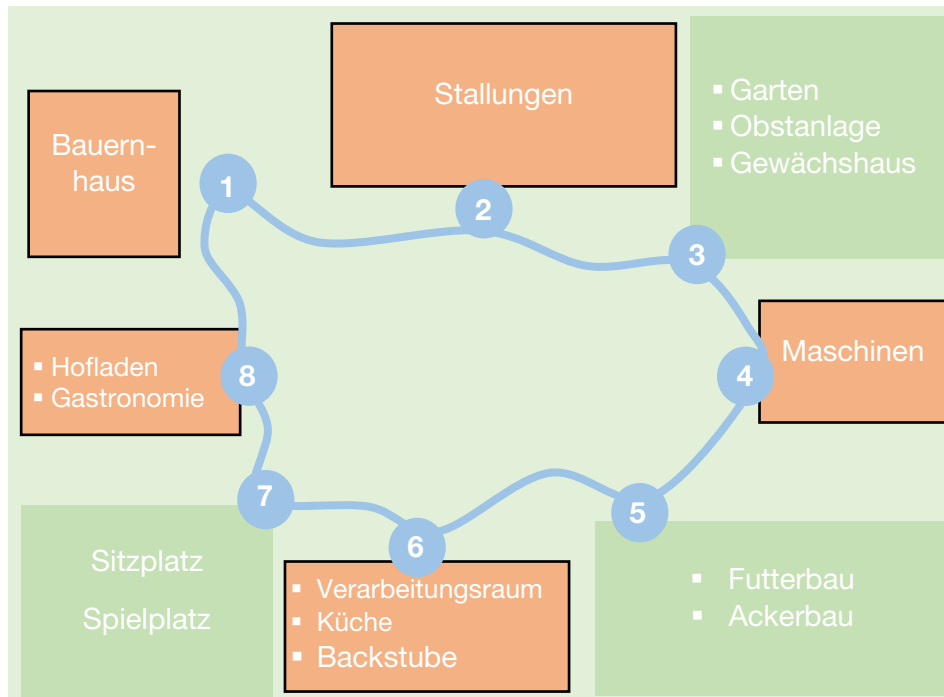 Stallungen
▪ Garten
▪ Obstanlage
▪ Gewächshaus
Bauern-
haus
1
2
3
Maschinen
4
▪ Hofladen
▪ Gastronomie
8
7
5
6
Sitzplatz
Spielplatz
▪ Verarbeitungsraum
▪ Küche
▪ Backstube
▪ Futterbau
▪ Ackerbau